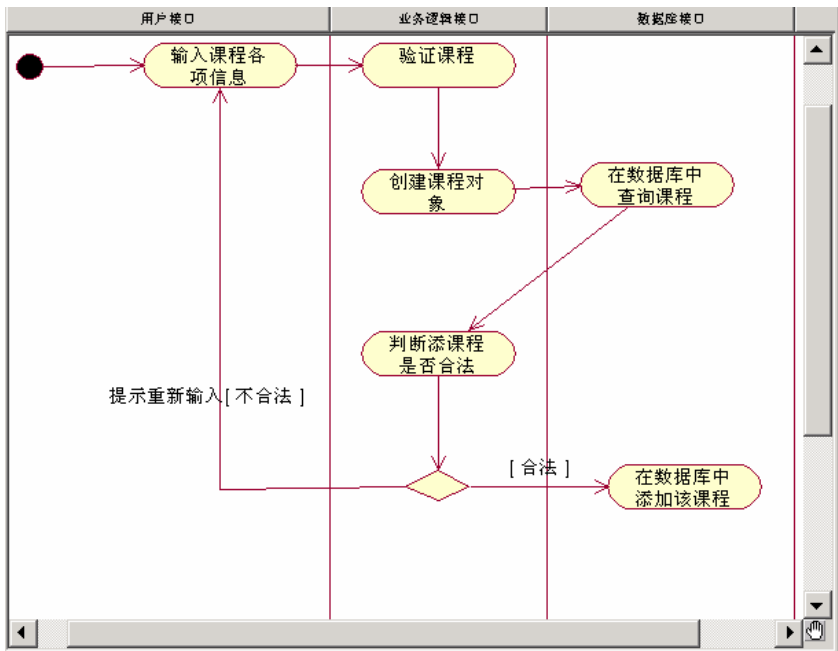 用户接口
业务逻辑接口
数据库接口
输入课程各
项信息
验证课程
创建课程对
象
在数据库中
查询课程
判断添课程
是否合法
提示重新输入[ 不合法 ]
[ 合法 ]
在数据库中
添加该课程